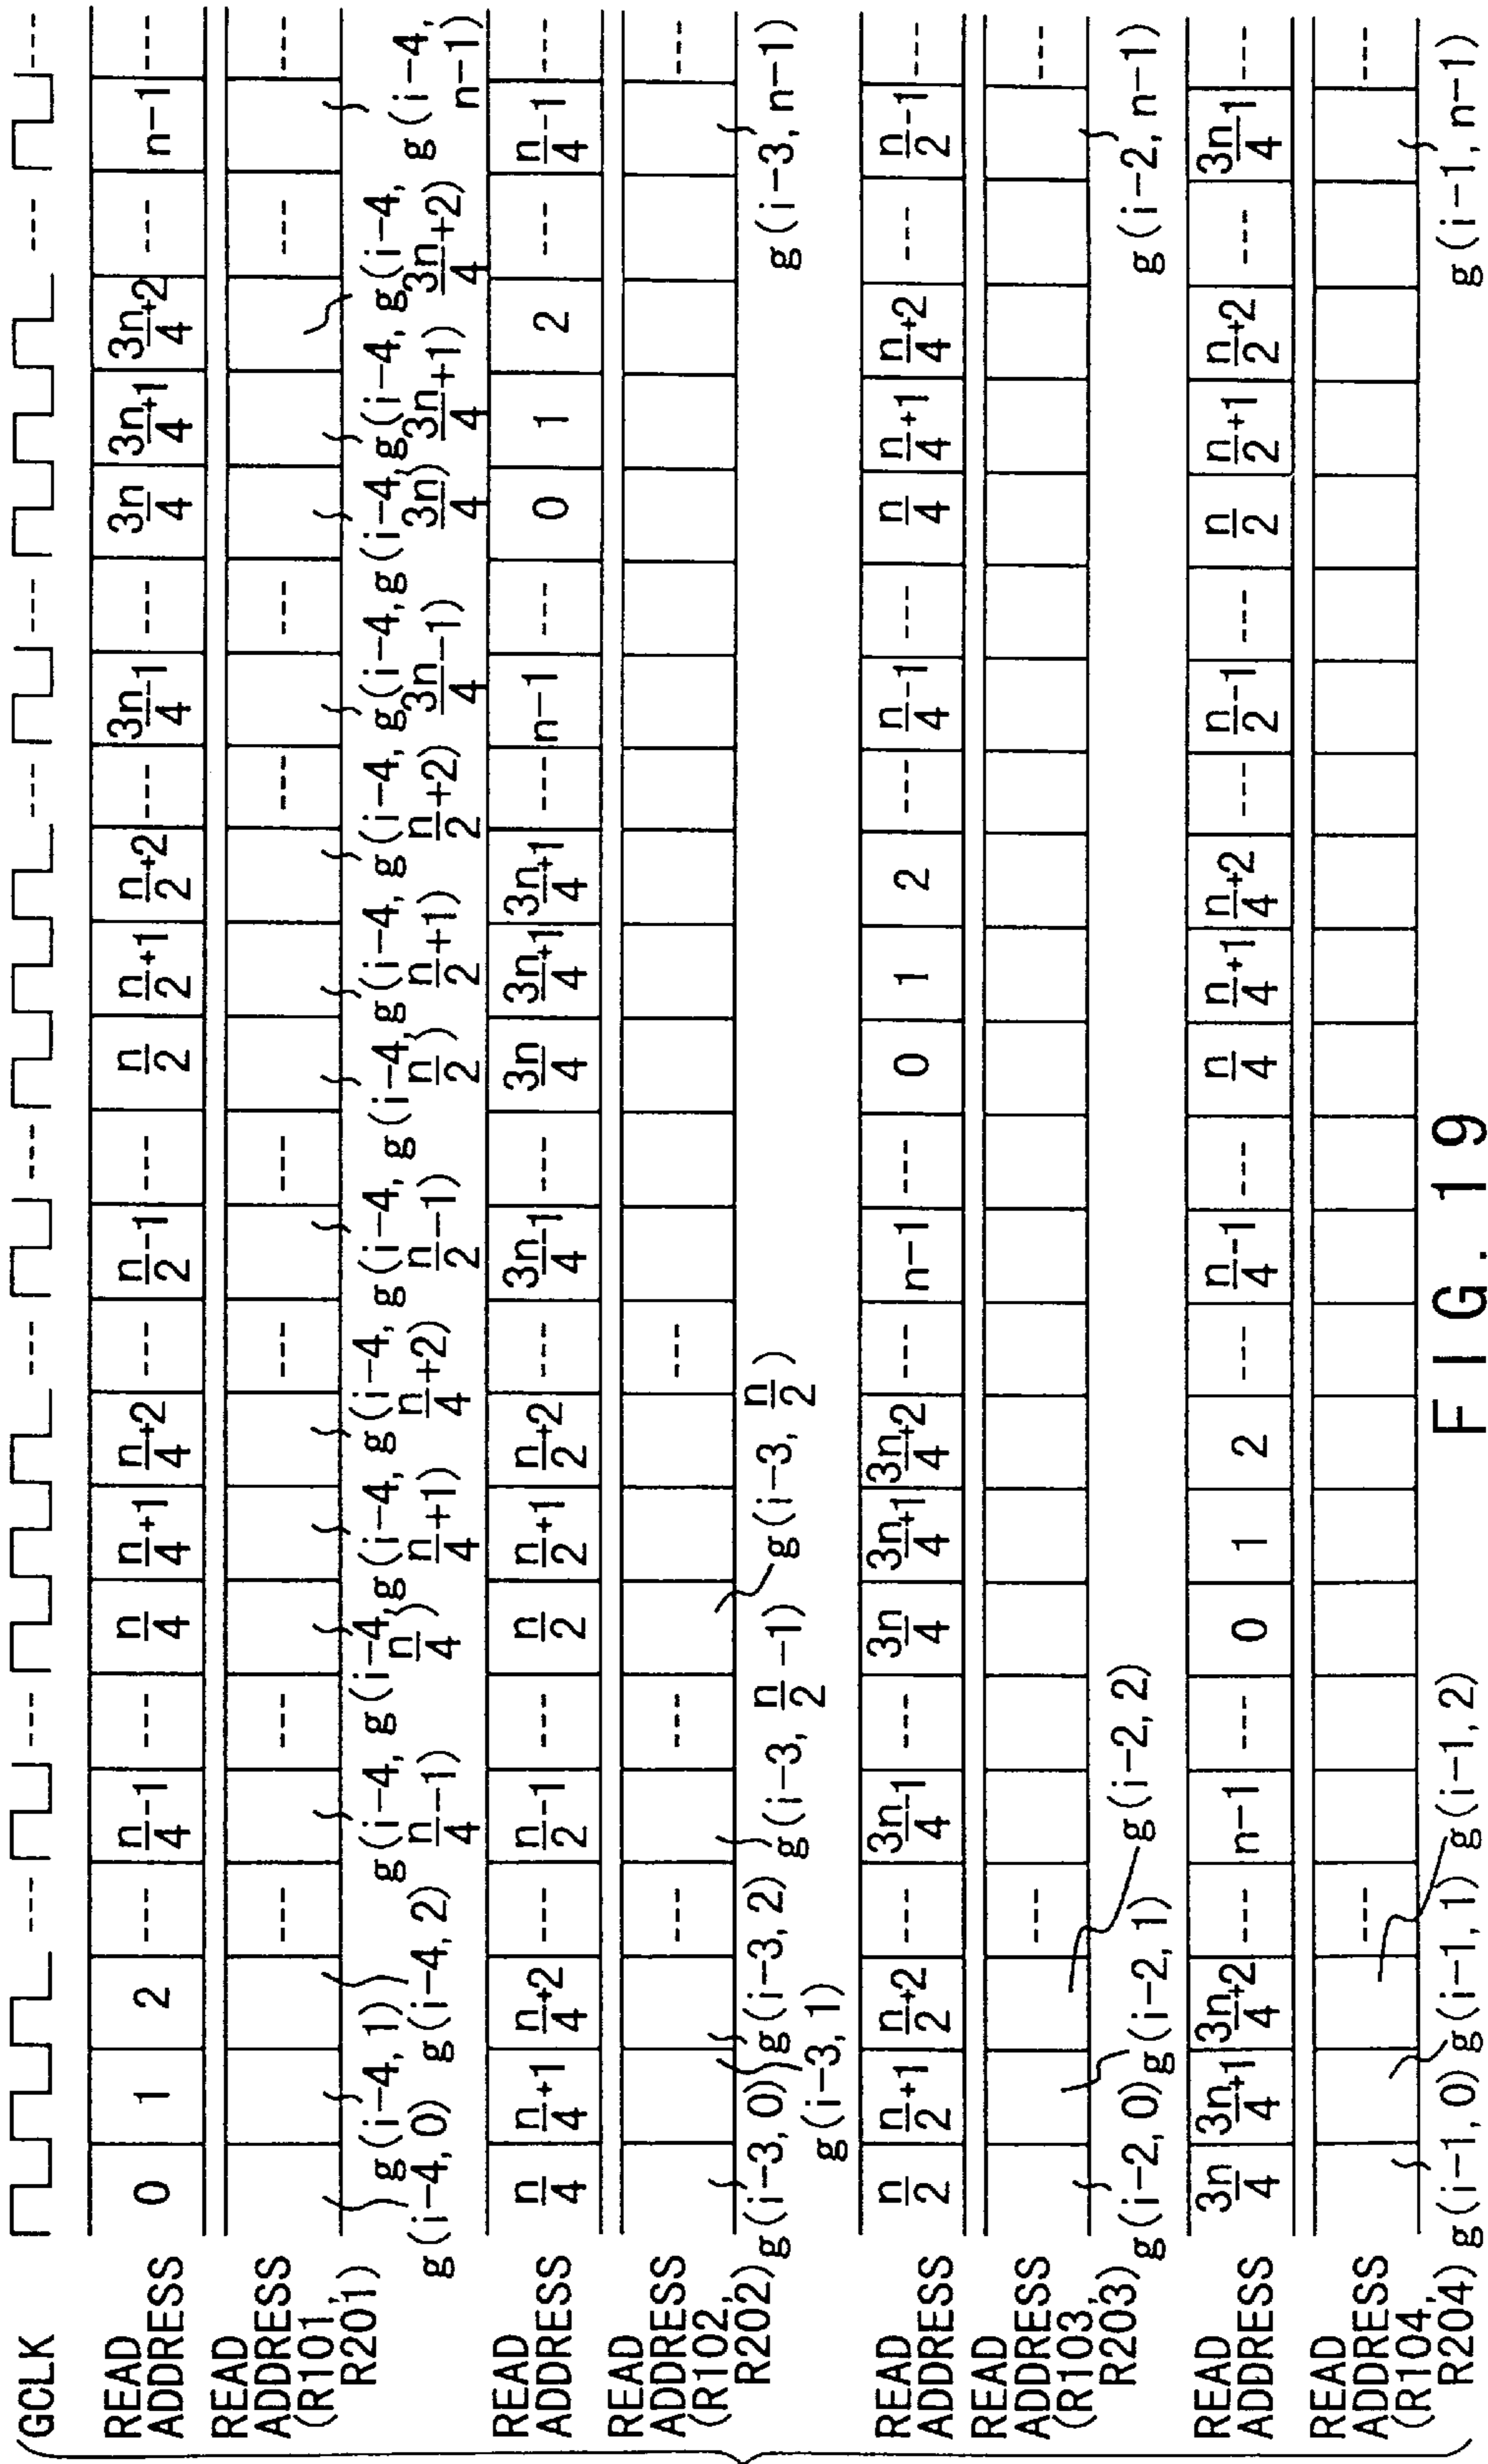 GCLK --- --- --- --- --- --- --- ---
READ ADDRESS 0 1 2 ---- n/4-1 ---- n/4 n/4+1 n/4+2 ---- n/2-1 ---- n/2 n/2+1 n/2+2 ---- 3n/4-1 ---- 3n/4 3n/4+1 3n/4+2 ---- n-1 ----
READ ADDRESS (R101, R201) ---- ---- ---- ---- ---- ---- ---- ----
g(i-4, 0) g(i-4, 1) g(i-4, 2) g(i-4, n/4-1) g(i-4, n/4) g(i-4, n/4+1) g(i-4, n/4+2) g(i-4, n/2-1) g(i-4, n/2) g(i-4, n/2+1) g(i-4, n/2+2) g(i-4, 3n/4-1) g(i-4, 3n/4) g(i-4, 3n/4+1) g(i-4, 3n/4+2) g(i-4, n-1)
READ ADDRESS n/4 n/4+1 n/4+2 ---- n/2-1 ---- n/2 n/2+1 n/2+2 ---- 3n/4-1 ---- 3n/4 3n/4+1 3n/4+1 ---- n-1 ---- 0 1 2 ---- n/4-1 ----
READ ADDRESS (R102, R202) ---- ---- ---- ----
g(i-3, 0) g(i-3, 1) g(i-3, 2) g(i-3, n/2-1) g(i-3, n/2) g(i-3, n-1)
READ ADDRESS n/2 n/2+1 n/2+2 ---- 3n/4-1 ---- 3n/4 3n/4+1 3n/4+2 ---- n-1 ---- 0 1 2 ---- n/4-1 ---- n/4 n/4+1 n/4+2 ---- n/2-1 ----
READ ADDRESS (R103, R203) ---- ----
g(i-2, 0) g(i-2, 1) g(i-2, 2) g(i-2, n-1)
READ ADDRESS 3n/4 3n/4+1 3n/4+2 ---- n-1 ---- 0 1 2 ---- n/4-1 ---- n/4 n/4+1 n/4+2 ---- n/2-1 ---- n/2 n/2+1 n/2+2 ---- 3n/4-1 ----
READ ADDRESS (R104, R204) ---- ----
g(i-1, 0) g(i-1, 1) g(i-1, 2) g(i-1, n-1)
FIG. 19